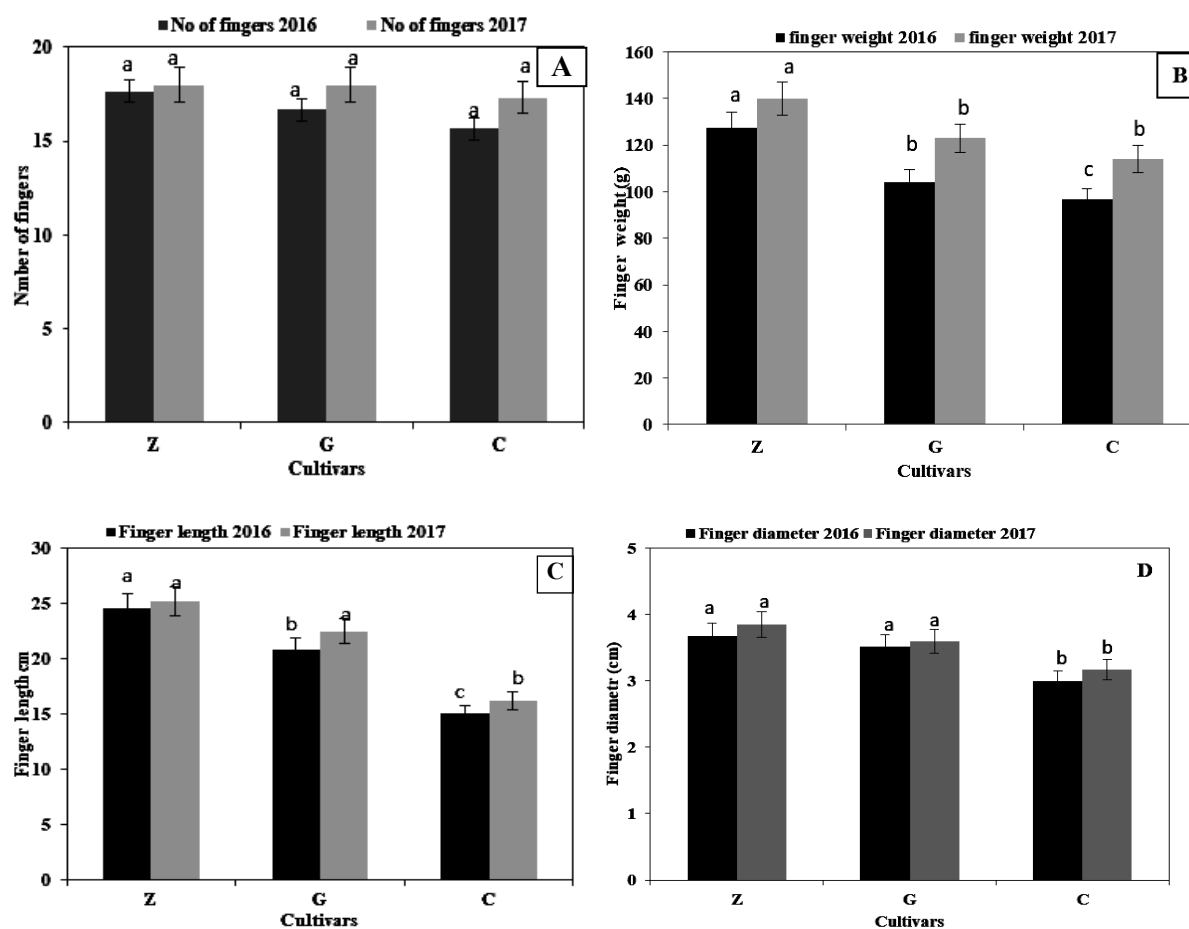 No of fingers 2016 No of fingers 2017
A
20
15
10
5
0
a a a a a a
Nmber of fingers
Z G C
Cultivars
finger weight 2016 finger weight 2017
B
160
140
120
100
80
60
40
20
0
a a b b c b
Finger weight (g)
Z G C
Cultivars
Finger length 2016 Finger length 2017
C
30
25
20
15
10
5
0
a a b a c b
Finger length cm
Z G C
Cultivars
Finger diameter 2016 Finger diameter 2017
D
5
4
3
2
1
0
a a a a b b
Finger diametr (cm)
Z G C
Cultivars